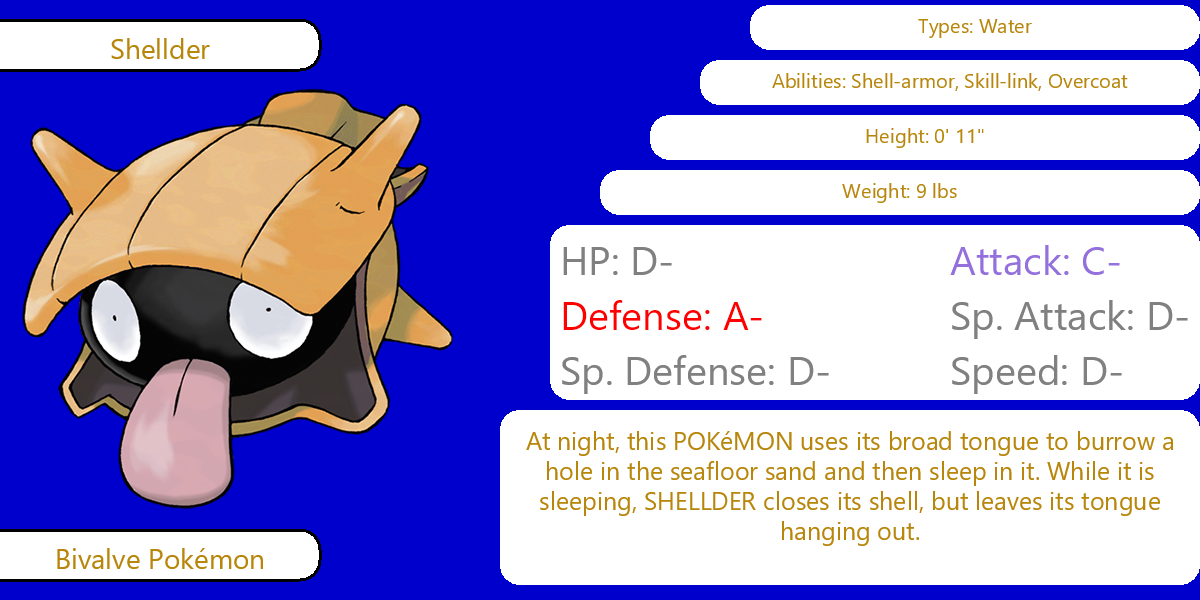 Shellder
Types: Water
Abilities: Shell-armor, Skill-link, Overcoat
Height: 0' 11"
Weight: 9 lbs
HP: D-
Attack: C-
Defense: A-
Sp. Attack: D-
Sp. Defense: D-
Speed: D-
At night, this POKéMON uses its broad tongue to burrow a
hole in the seafloor sand and then sleep in it. While it is
sleeping, SHELLDER closes its shell, but leaves its tongue
hanging out.
Bivalve Pokémon